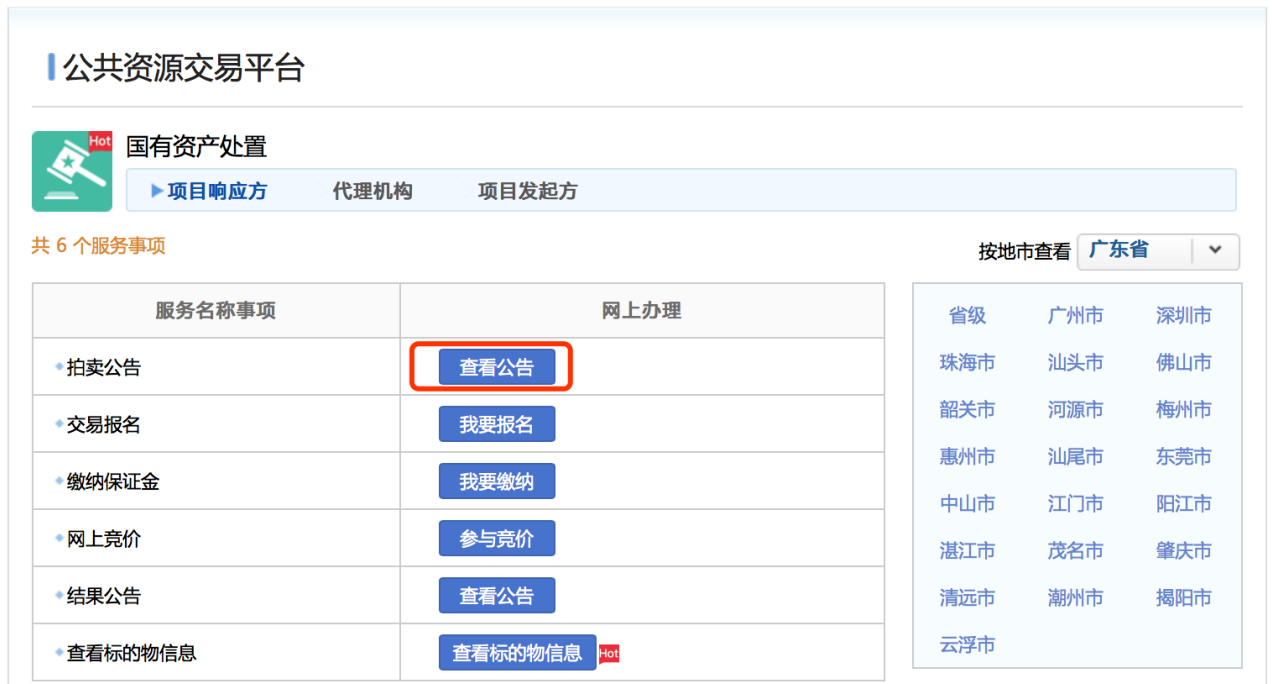 公共资源交易平台
Hot
国有资产处置
项目响应方 代理机构 项目发起方
共 6 个服务事项
按地市查看 广东省
服务名称事项 网上办理
拍卖公告 查看公告
交易报名 我要报名
缴纳保证金 我要缴纳
网上竞价 参与竞价
结果公告 查看公告
查看标的物信息 查看标的物信息 Hot
省级 广州市 深圳市
珠海市 汕头市 佛山市
韶关市 河源市 梅州市
惠州市 汕尾市 东莞市
中山市 江门市 阳江市
湛江市 茂名市 肇庆市
清远市 潮州市 揭阳市
云浮市